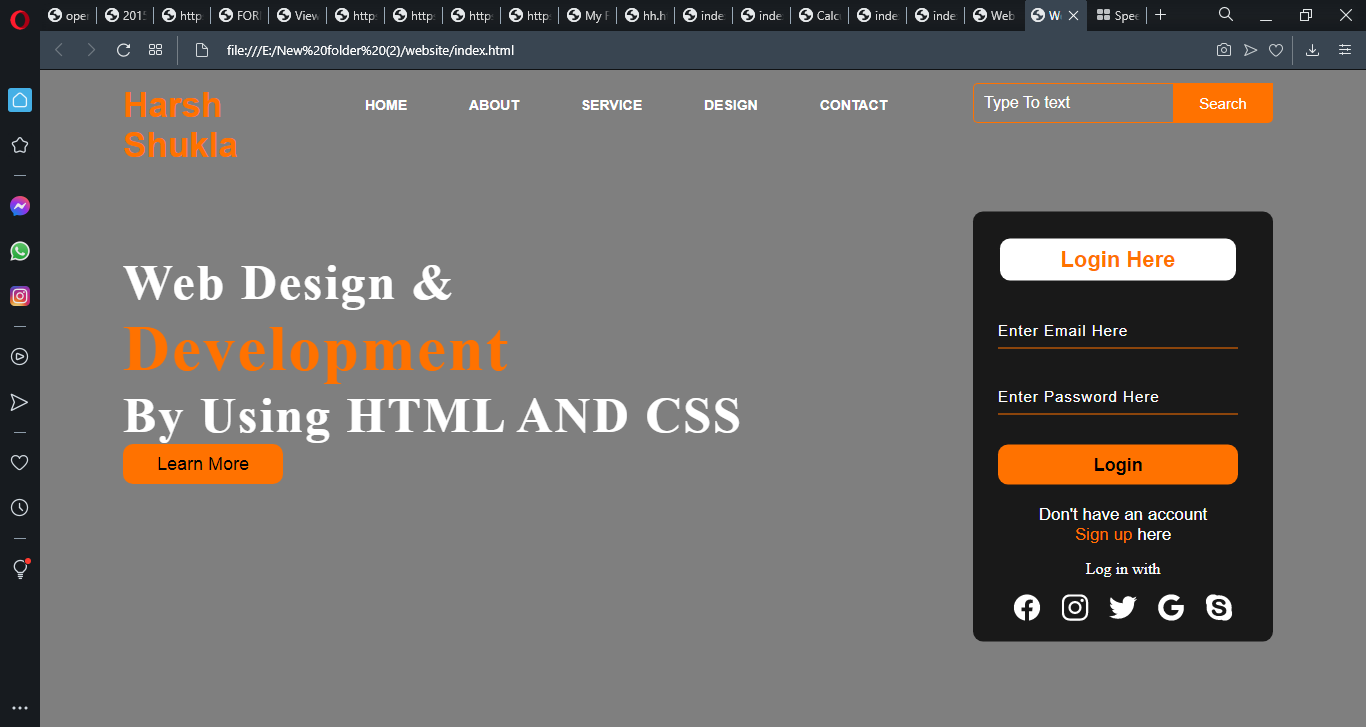 oper
2015
http
FOR
View
http
http
http
http
My F
hh.h
inde
inde
Calcu
inde
inde
Web
W
Spee
file:///E:/New%20folder%20(2)/website/index.html
Harsh
Shukla
HOME ABOUT SERVICE DESIGN CONTACT
Type To text Search
Web Design &
Development
By Using HTML AND CSS
Learn More
Login Here
Enter Email Here
Enter Password Here
Login
Don't have an account
Sign up here
Log in with